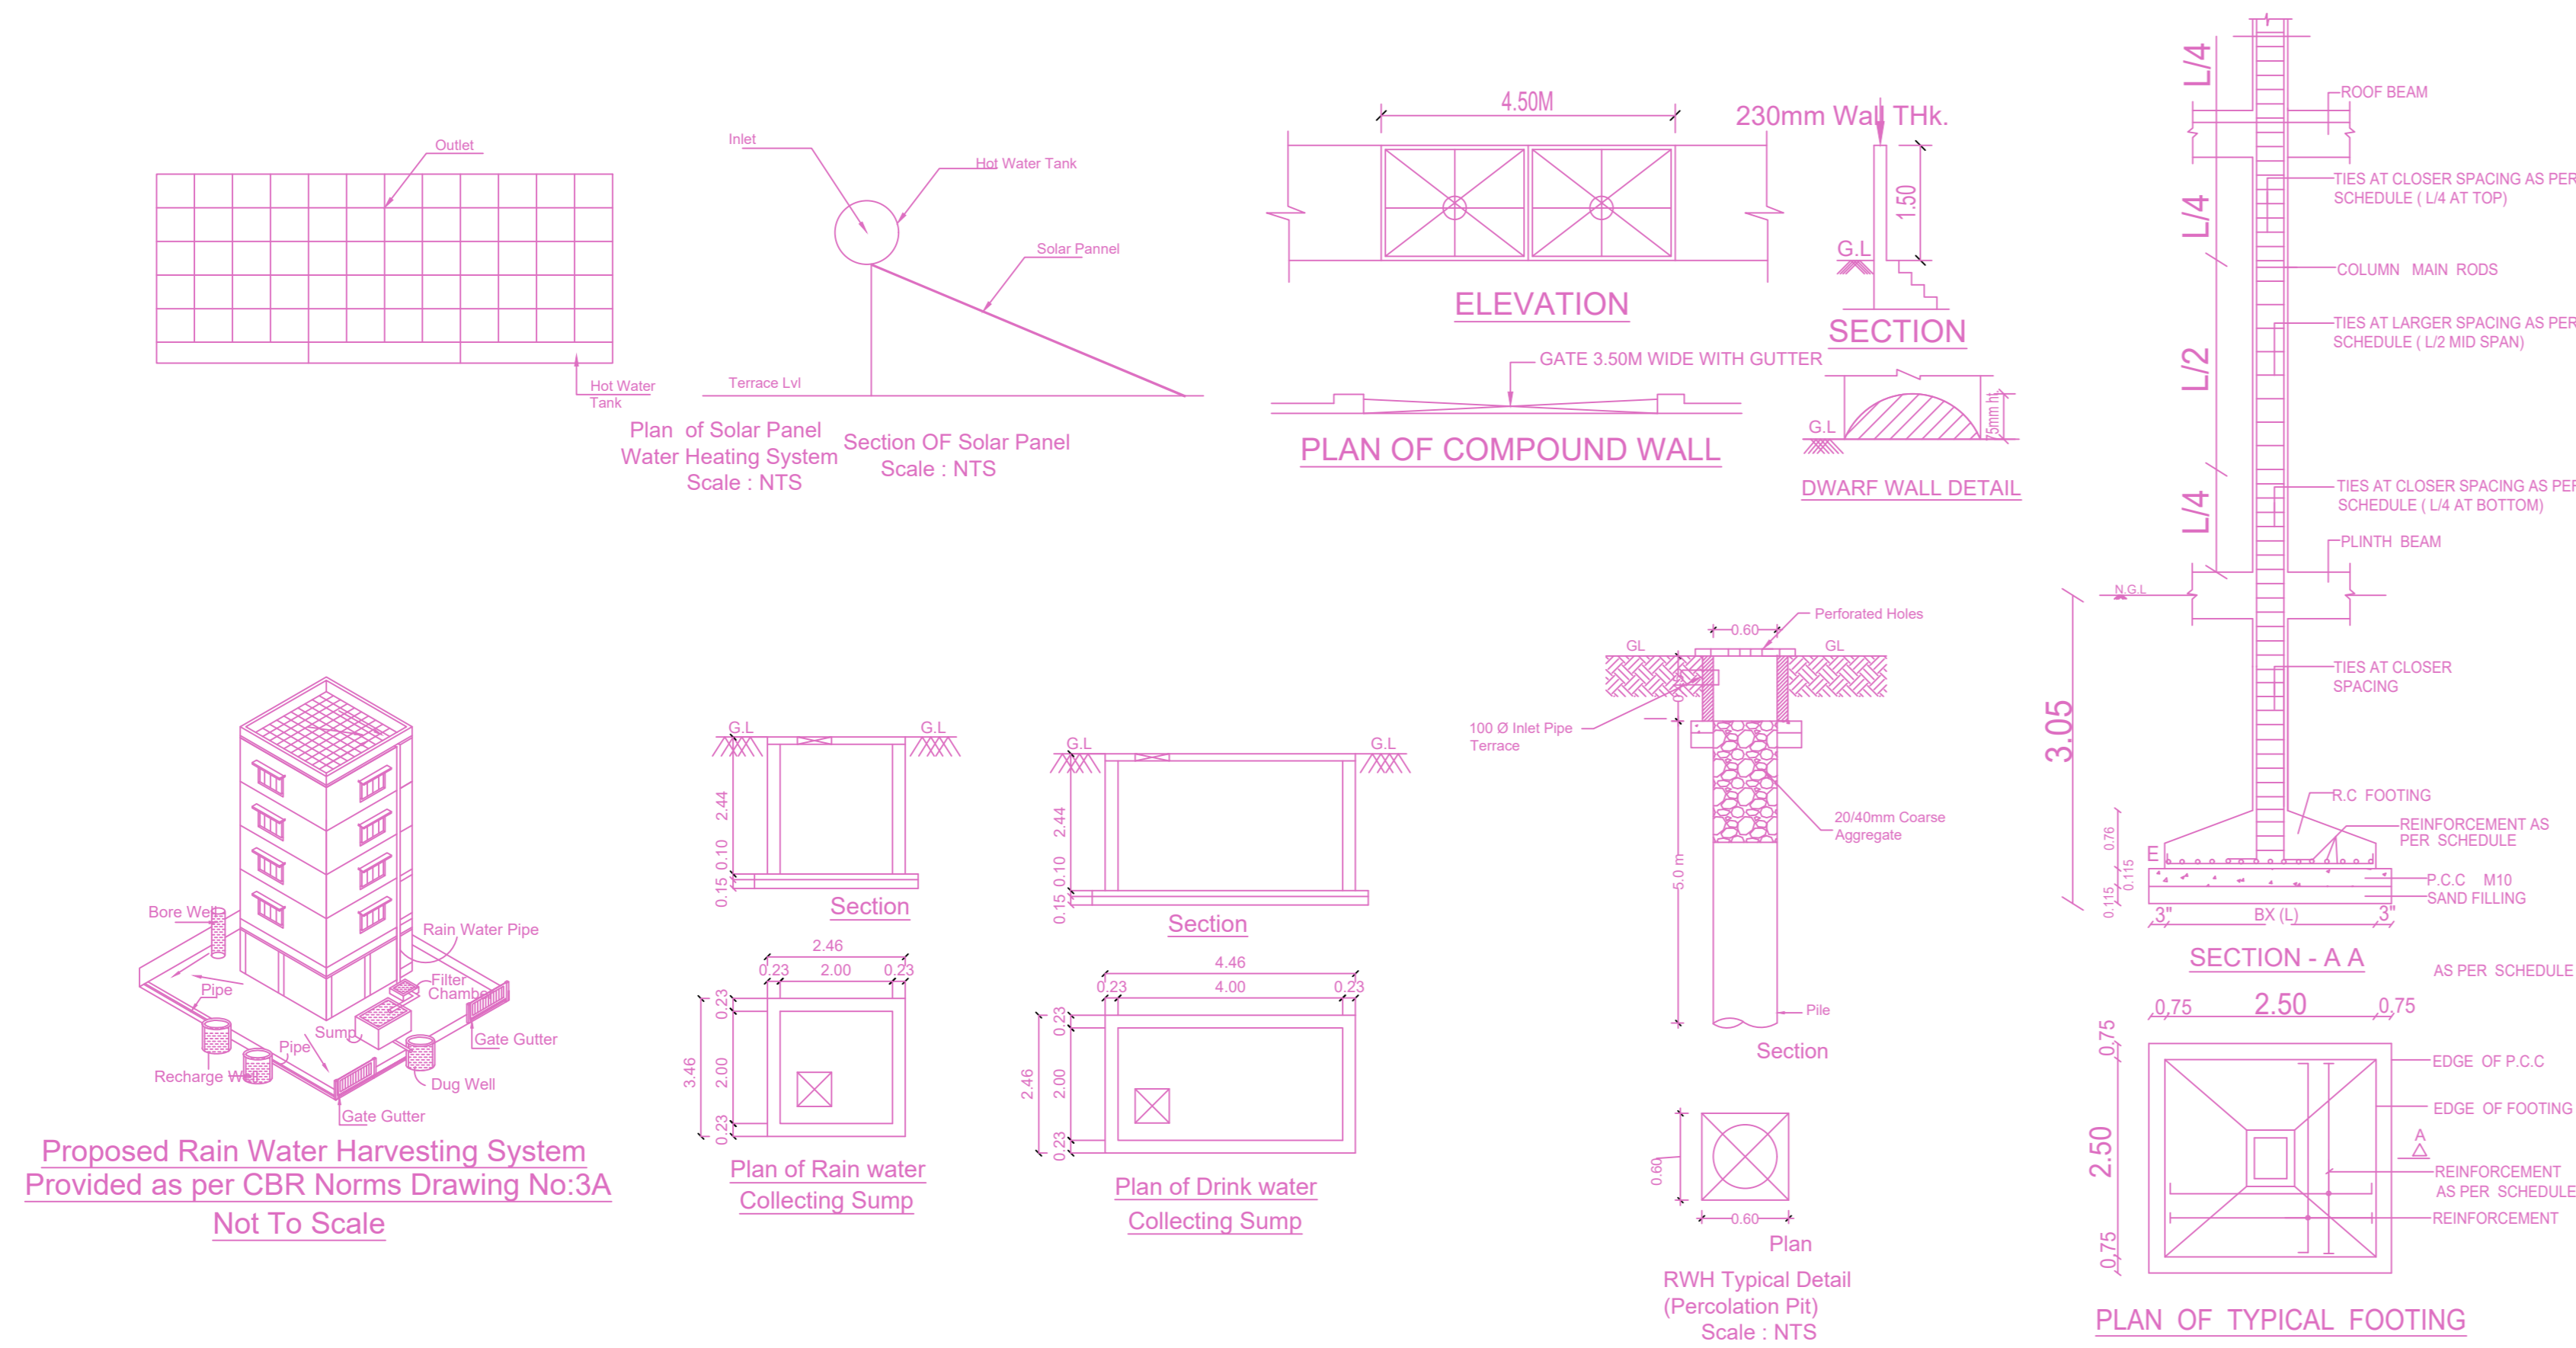 Outlet
Hot Water
Tank
Plan of Solar Panel
Water Heating System
Scale : NTS
Inlet
Hot Water Tank
Solar Pannel
Terrace Lvl
Section OF Solar Panel
Scale : NTS
4.50M
ELEVATION
GATE 3.50M WIDE WITH GUTTER
PLAN OF COMPOUND WALL
230mm Wall THk.
1.50
G.L
SECTION
G.L
75mm ht
DWARF WALL DETAIL
L/4
ROOF BEAM
L/4
TIES AT CLOSER SPACING AS PER
SCHEDULE ( L/4 AT TOP)
COLUMN MAIN RODS
L/2
TIES AT LARGER SPACING AS PER
SCHEDULE ( L/2 MID SPAN)
L/4
TIES AT CLOSER SPACING AS PER
SCHEDULE ( L/4 AT BOTTOM)
PLINTH BEAM
N.G.L
TIES AT CLOSER
SPACING
3.05
R.C FOOTING
REINFORCEMENT AS
PER SCHEDULE
0.76
0.115
0.115
E
P.C.C M10
SAND FILLING
3"
BX (L)
3"
SECTION - A A
AS PER SCHEDULE
0.75
2.50
0.75
0.75
2.50
0.75
EDGE OF P.C.C
EDGE OF FOOTING
A
REINFORCEMENT
AS PER SCHEDULE
REINFORCEMENT
PLAN OF TYPICAL FOOTING
Bore Well
Rain Water Pipe
Filter
Chamber
Pipe
Sump
Pipe
Gate Gutter
Recharge Well
Dug Well
Gate Gutter
Proposed Rain Water Harvesting System
Provided as per CBR Norms Drawing No:3A
Not To Scale
G.L
G.L
2.44
0.10
0.15
Section
2.46
0.23
2.00
0.23
3.46
0.23
2.00
0.23
Plan of Rain water
Collecting Sump
G.L
G.L
2.44
0.10
0.15
Section
4.46
0.23
4.00
0.23
2.46
0.23
2.00
0.23
Plan of Drink water
Collecting Sump
Perforated Holes
0.60
GL
GL
100 Ø Inlet Pipe
Terrace
20/40mm Coarse
Aggregate
5.0 m
Pile
Section
0.60
0.60
Plan
RWH Typical Detail
(Percolation Pit)
Scale : NTS